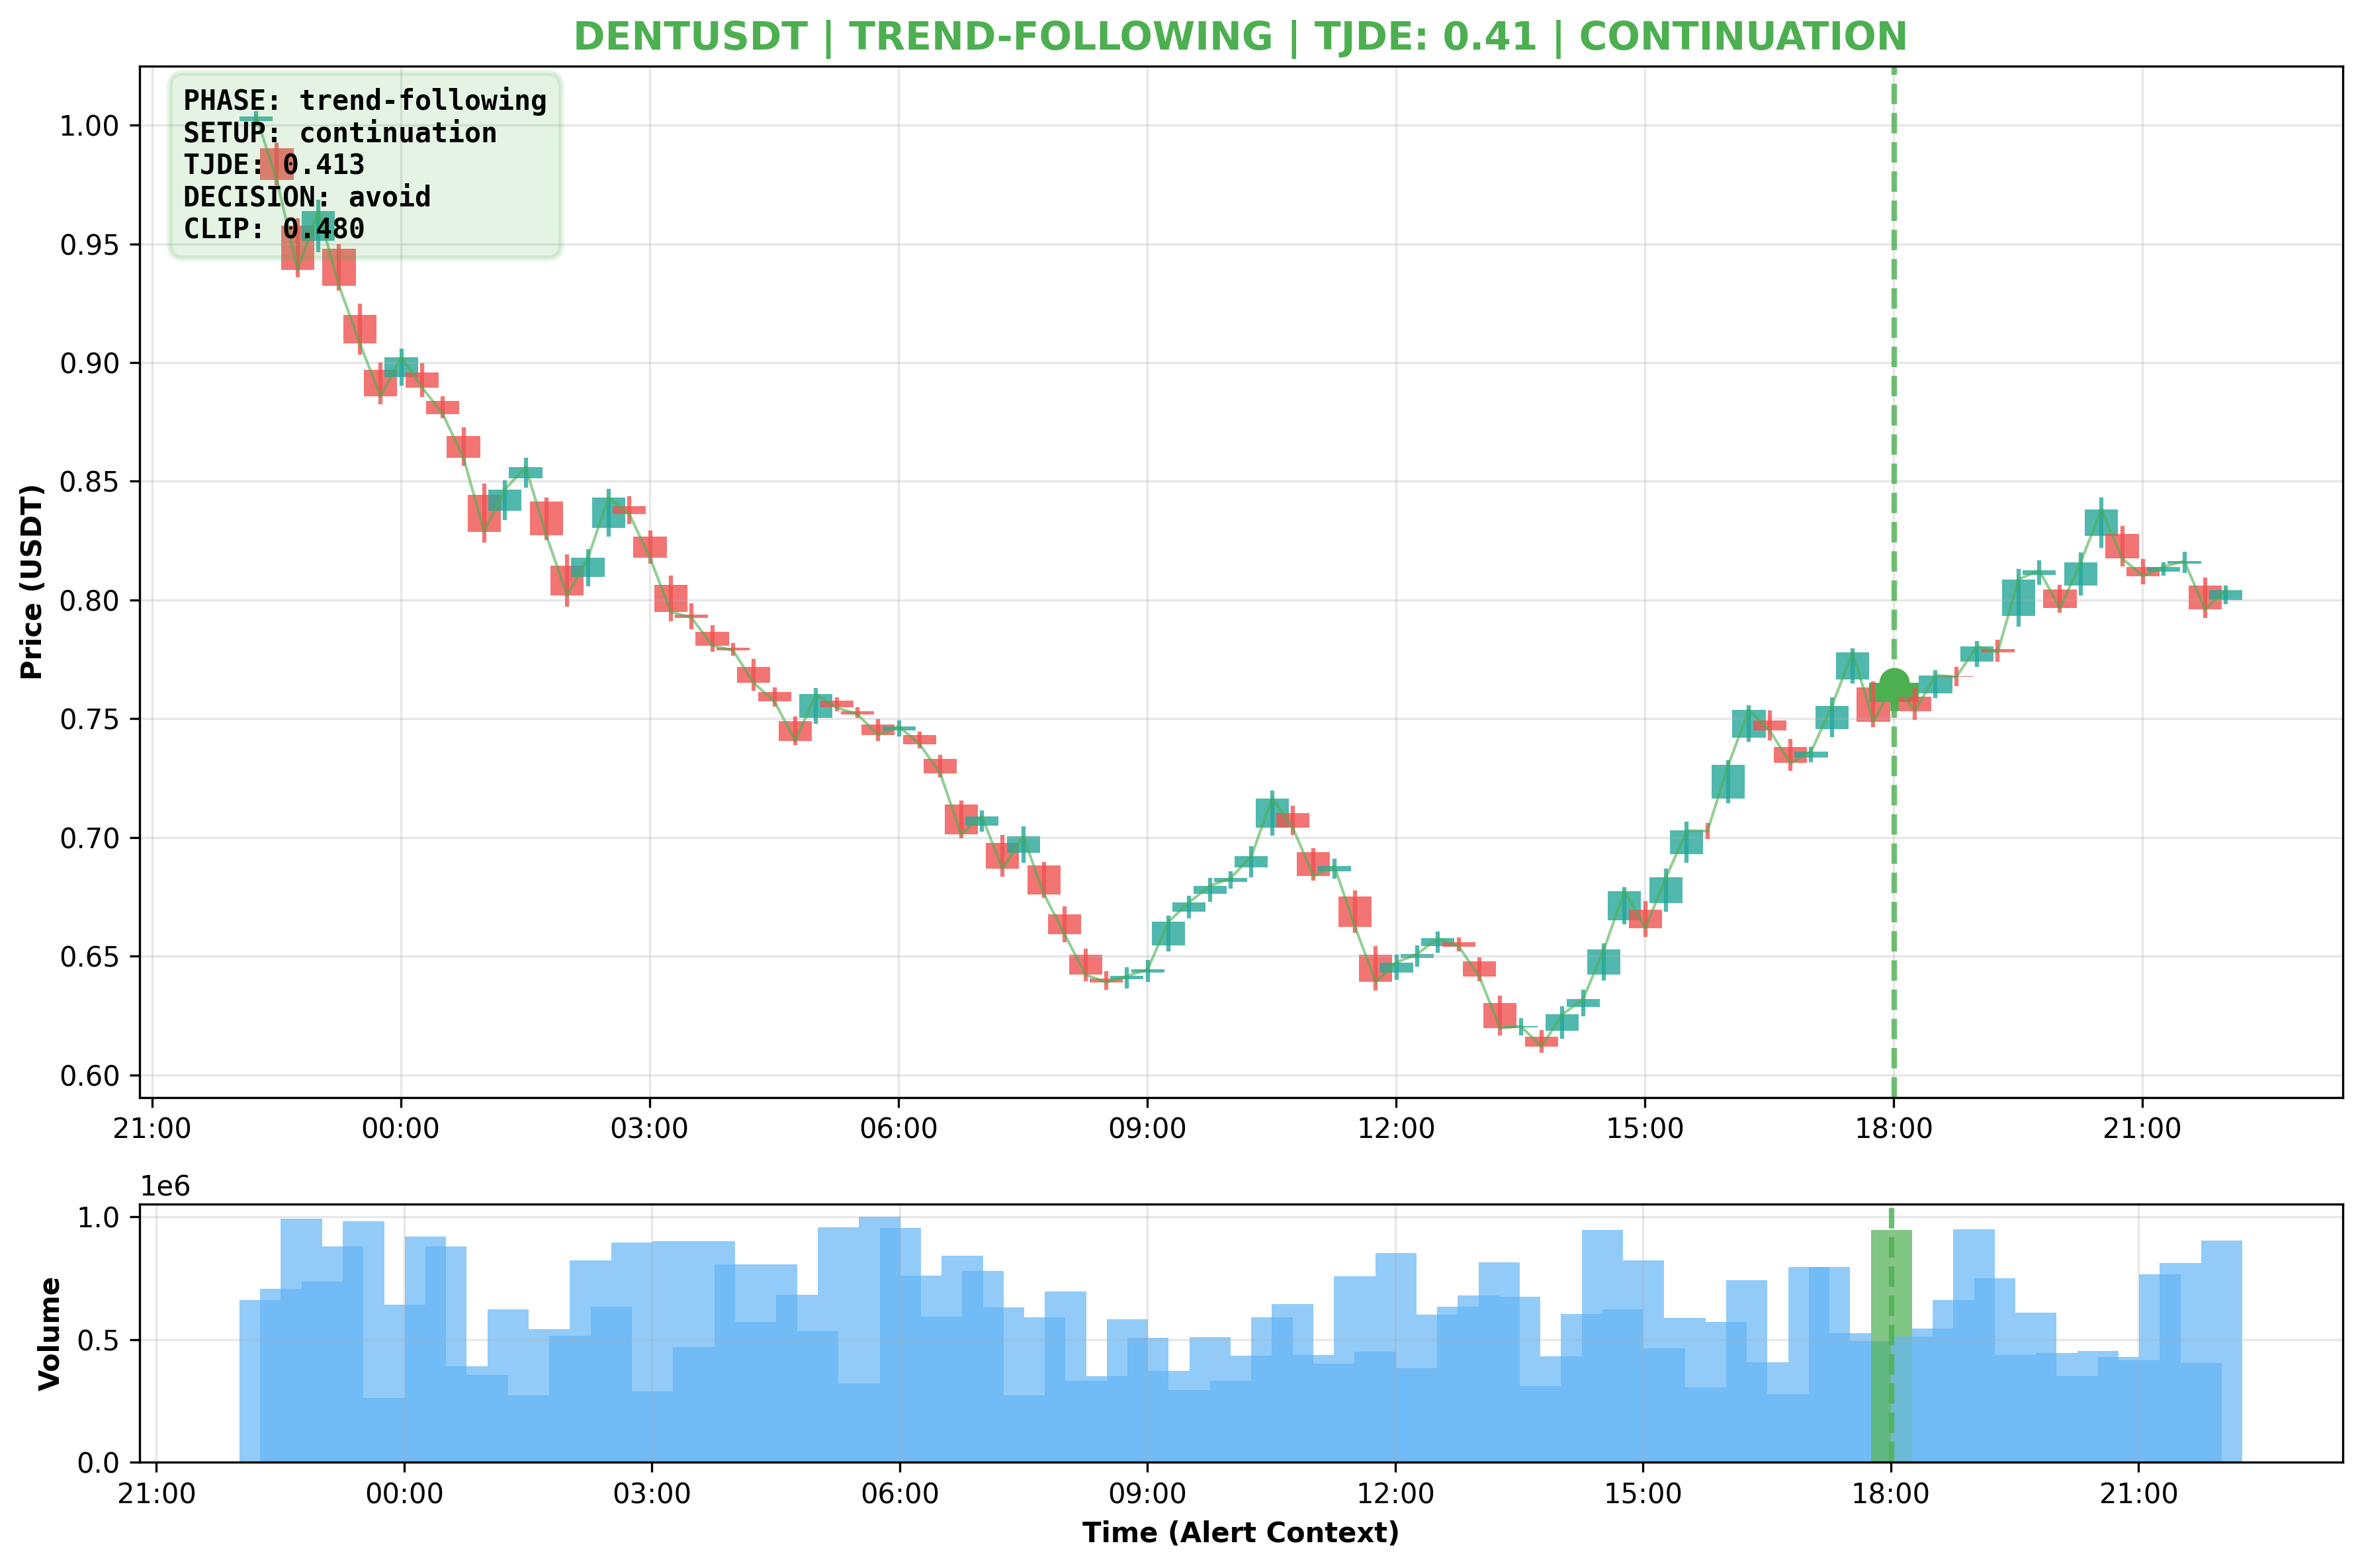 DENTUSDT | TREND-FOLLOWING | TJDE: 0.41 | CONTINUATION
PHASE: trend-following
SETUP: continuation
TJDE: 0.413
DECISION: avoid
CLIP: 0.480
Price (USDT)
1.00
0.95
0.90
0.85
0.80
0.75
0.70
0.65
0.60
21:00 00:00 03:00 06:00 09:00 12:00 15:00 18:00 21:00
1e6
Volume
1.0
0.5
0.0
21:00 00:00 03:00 06:00 09:00 12:00 15:00 18:00 21:00
Time (Alert Context)